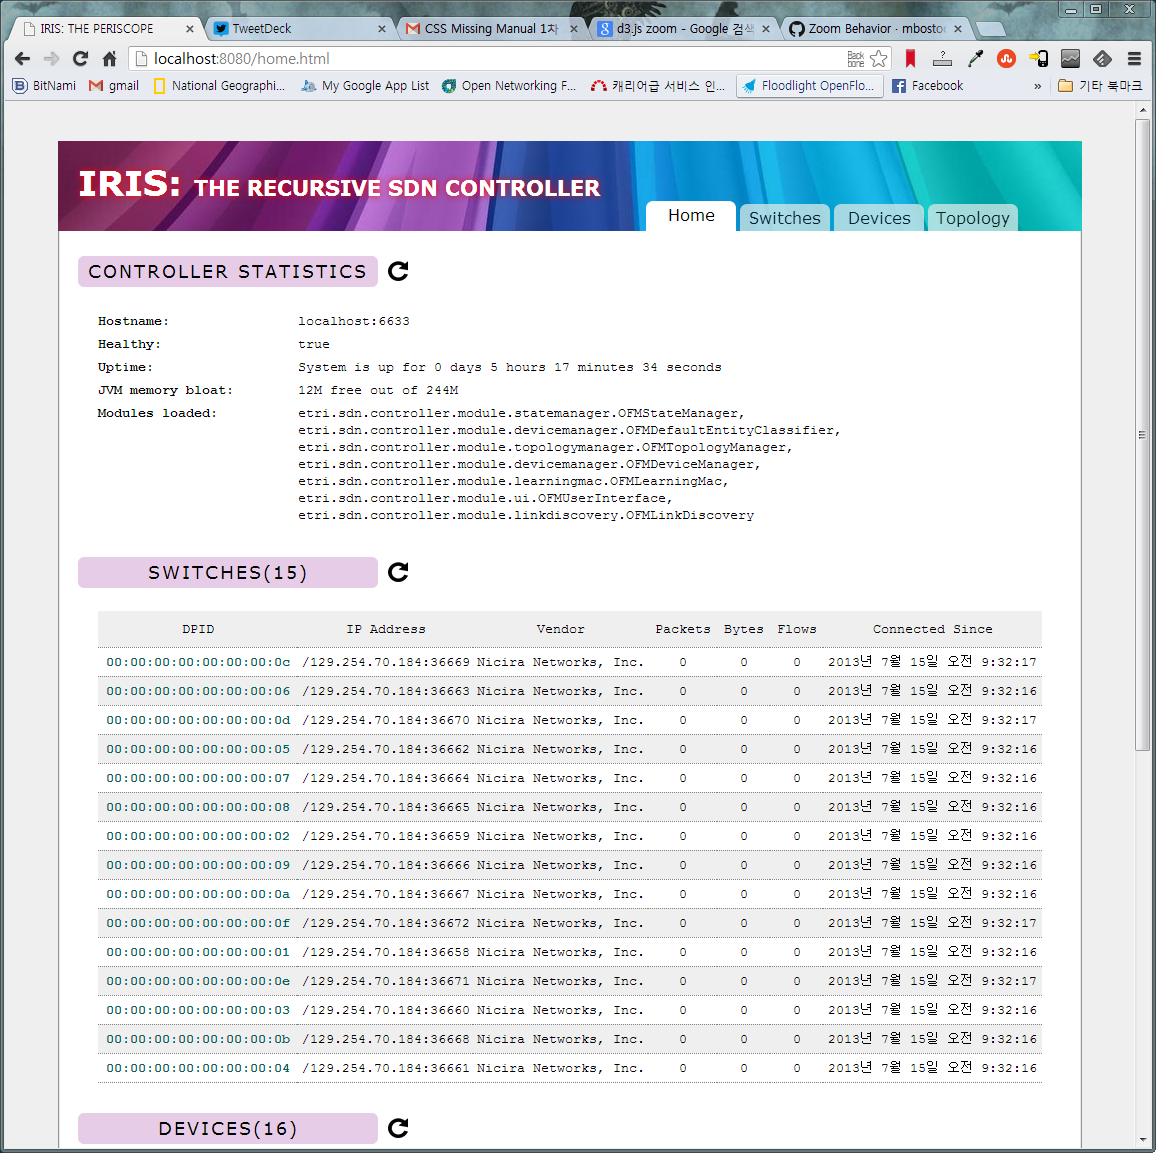 IRIS: THE PERISCOPE
TweetDeck
CSS Missing Manual 1차
d3.js zoom - Google 검색
Zoom Behavior · mbosto
localhost:8080/home.html
Back bone
BitNami
gmail
National Geographi...
My Google App List
Open Networking F...
캐리어급 서비스 인...
Floodlight OpenFlo...
Facebook
»
기타 북마크
IRIS: THE RECURSIVE SDN CONTROLLER
Home
Switches
Devices
Topology
CONTROLLER STATISTICS
Hostname: localhost:6633
Healthy: true
Uptime: System is up for 0 days 5 hours 17 minutes 34 seconds
JVM memory bloat: 12M free out of 244M
Modules loaded: etri.sdn.controller.module.statemanager.OFMStateManager,
etri.sdn.controller.module.devicemanager.OFMDefaultEntityClassifier,
etri.sdn.controller.module.topologymanager.OFMTopologyManager,
etri.sdn.controller.module.devicemanager.OFMDeviceManager,
etri.sdn.controller.module.learningmac.OFMLearningMac,
etri.sdn.controller.module.ui.OFMUserInterface,
etri.sdn.controller.module.linkdiscovery.OFMLinkDiscovery
SWITCHES(15)
DPID IP Address Vendor Packets Bytes Flows Connected Since
00:00:00:00:00:00:00:0c /129.254.70.184:36669 Nicira Networks, Inc. 0 0 0 2013년 7월 15일 오전 9:32:17
00:00:00:00:00:00:00:06 /129.254.70.184:36663 Nicira Networks, Inc. 0 0 0 2013년 7월 15일 오전 9:32:16
00:00:00:00:00:00:00:0d /129.254.70.184:36670 Nicira Networks, Inc. 0 0 0 2013년 7월 15일 오전 9:32:17
00:00:00:00:00:00:00:05 /129.254.70.184:36662 Nicira Networks, Inc. 0 0 0 2013년 7월 15일 오전 9:32:16
00:00:00:00:00:00:00:07 /129.254.70.184:36664 Nicira Networks, Inc. 0 0 0 2013년 7월 15일 오전 9:32:16
00:00:00:00:00:00:00:08 /129.254.70.184:36665 Nicira Networks, Inc. 0 0 0 2013년 7월 15일 오전 9:32:16
00:00:00:00:00:00:00:02 /129.254.70.184:36659 Nicira Networks, Inc. 0 0 0 2013년 7월 15일 오전 9:32:16
00:00:00:00:00:00:00:09 /129.254.70.184:36666 Nicira Networks, Inc. 0 0 0 2013년 7월 15일 오전 9:32:16
00:00:00:00:00:00:00:0a /129.254.70.184:36667 Nicira Networks, Inc. 0 0 0 2013년 7월 15일 오전 9:32:16
00:00:00:00:00:00:00:0f /129.254.70.184:36672 Nicira Networks, Inc. 0 0 0 2013년 7월 15일 오전 9:32:17
00:00:00:00:00:00:00:01 /129.254.70.184:36658 Nicira Networks, Inc. 0 0 0 2013년 7월 15일 오전 9:32:16
00:00:00:00:00:00:00:0e /129.254.70.184:36671 Nicira Networks, Inc. 0 0 0 2013년 7월 15일 오전 9:32:17
00:00:00:00:00:00:00:03 /129.254.70.184:36660 Nicira Networks, Inc. 0 0 0 2013년 7월 15일 오전 9:32:16
00:00:00:00:00:00:00:0b /129.254.70.184:36668 Nicira Networks, Inc. 0 0 0 2013년 7월 15일 오전 9:32:16
00:00:00:00:00:00:00:04 /129.254.70.184:36661 Nicira Networks, Inc. 0 0 0 2013년 7월 15일 오전 9:32:16
DEVICES(16)